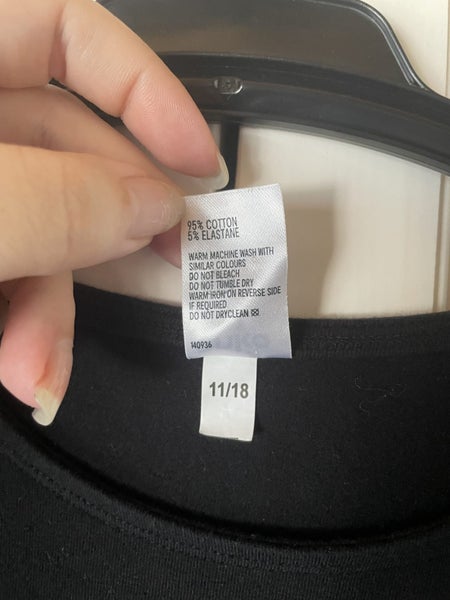 95% COTTON
5% ELASTANE
WARM MACHINE WASH WITH
SIMILAR COLOURS
DO NOT BLEACH
DO NOT TUMBLE DRY
WARM IRON ON REVERSE SIDE
IF REQUIRED
DO NOT DRYCLEAN
140936
11/18